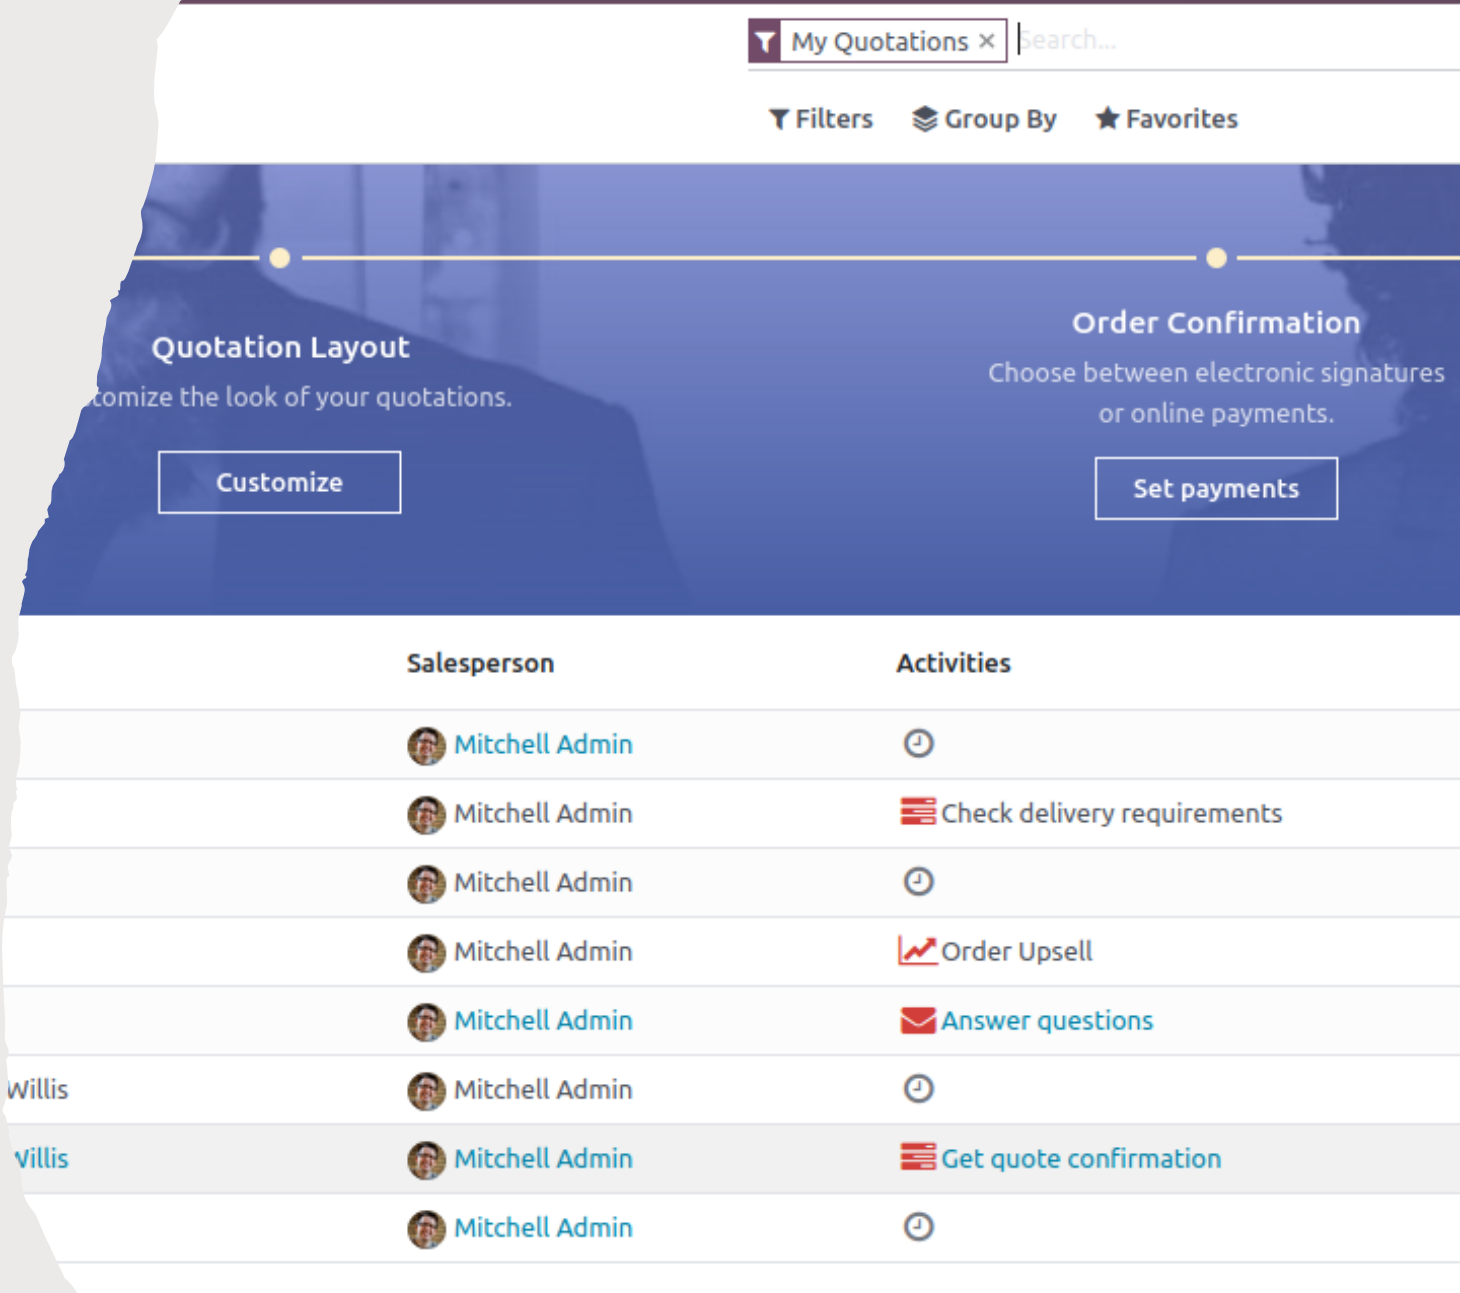 My Quotations × Search...
Filters Group By Favorites
Quotation Layout
tomize the look of your quotations.
Customize
Order Confirmation
Choose between electronic signatures
or online payments.
Set payments
Salesperson Activities
Mitchell Admin
Mitchell Admin Check delivery requirements
Mitchell Admin
Mitchell Admin Order Upsell
Mitchell Admin Answer questions
Willis Mitchell Admin
Willis Mitchell Admin Get quote confirmation
Mitchell Admin